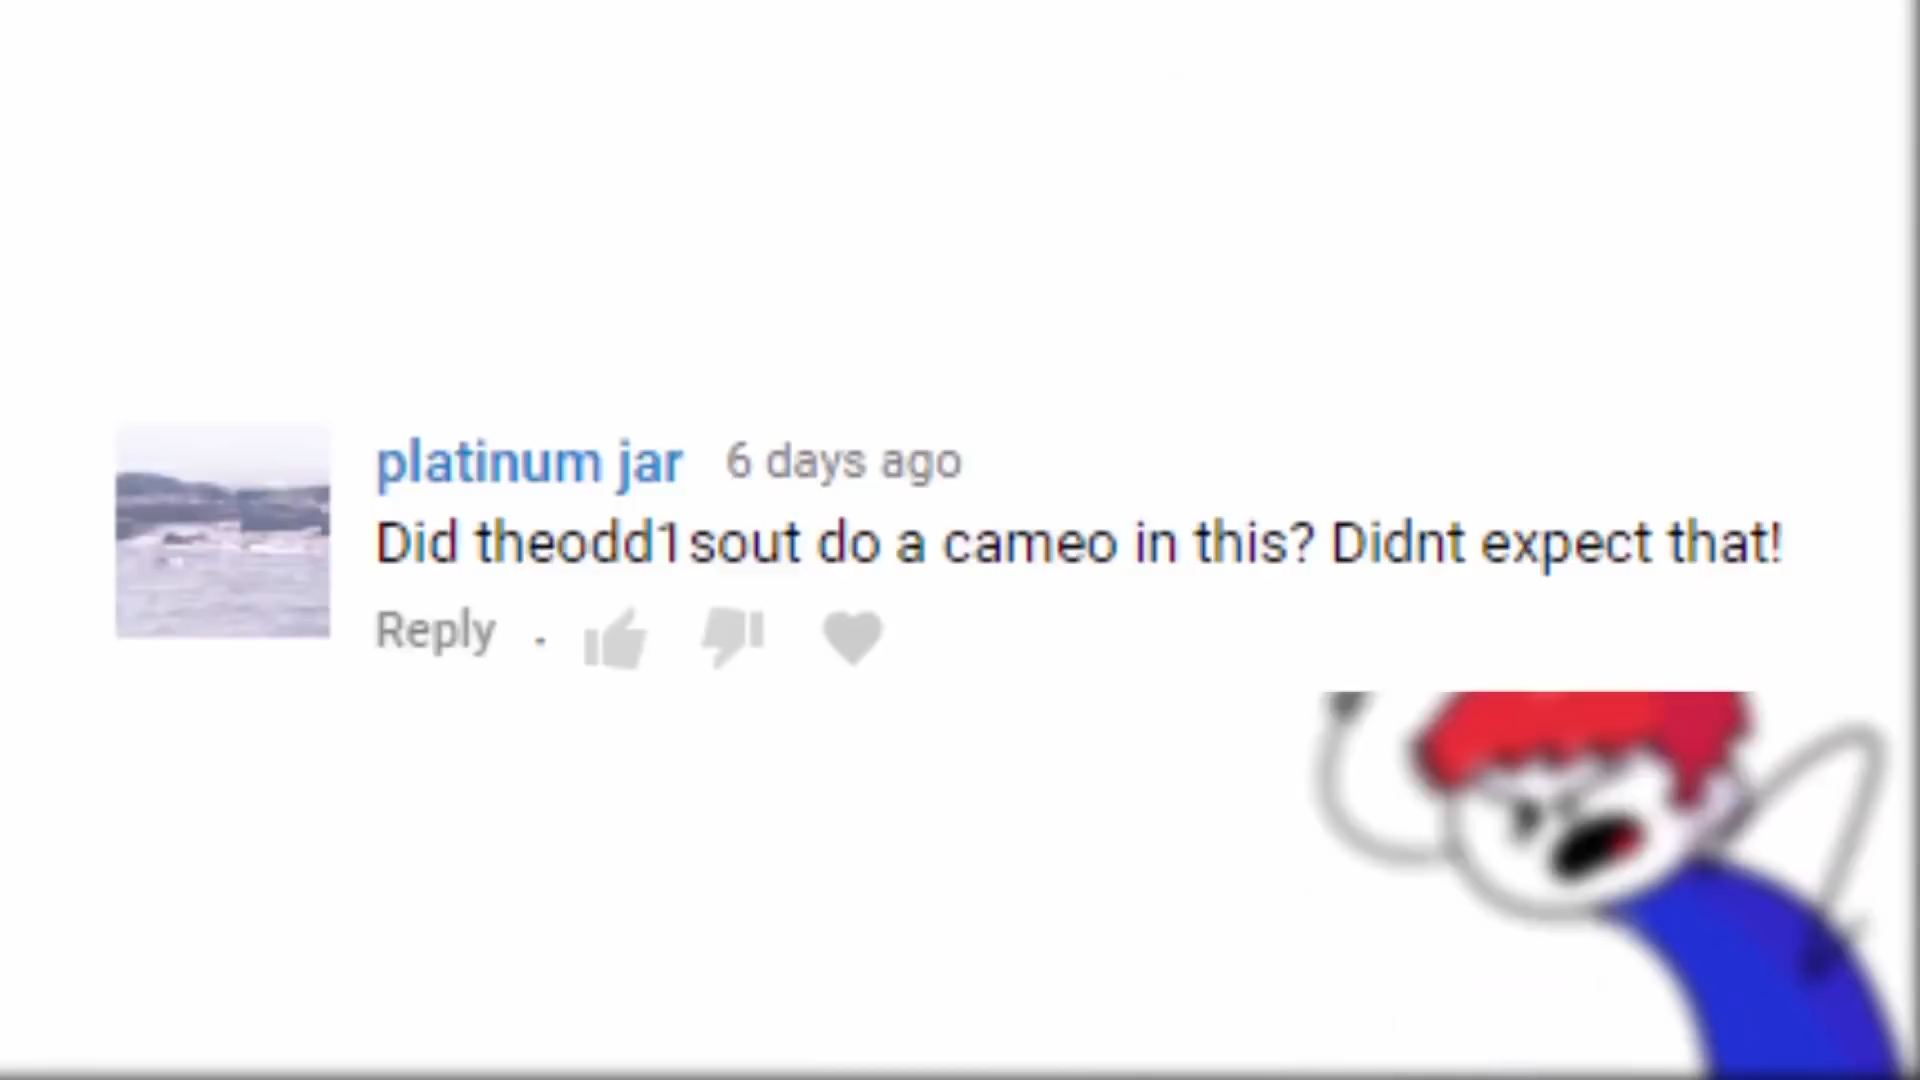 platinum jar 6 days ago
Did theodd1sout do a cameo in this? Didnt expect that!
Reply .